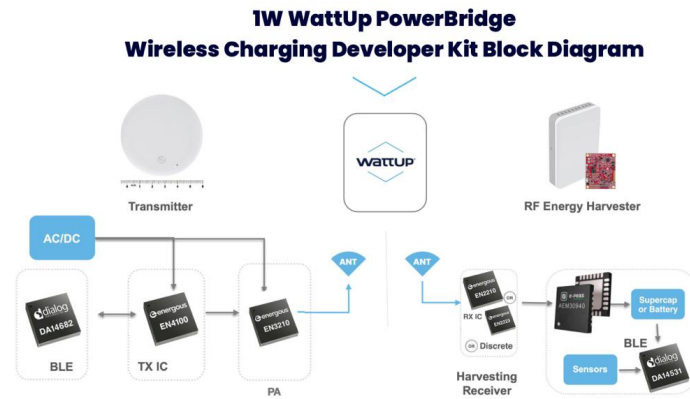 1W WattUp PowerBridge
Wireless Charging Developer Kit Block Diagram
WATTUP
Transmitter
RF Energy Harvester
AC/DC
ANT
ANT
dialog
DA14682
BLE
energous
EN4100
TX IC
energous
EN3210
PA
energous
EN2210
RX IC
OR
energous
EN2223
OR Discrete
Harvesting
Receiver
AEM30940
Supercap
or Battery
BLE
Sensors
dialog
DA14531